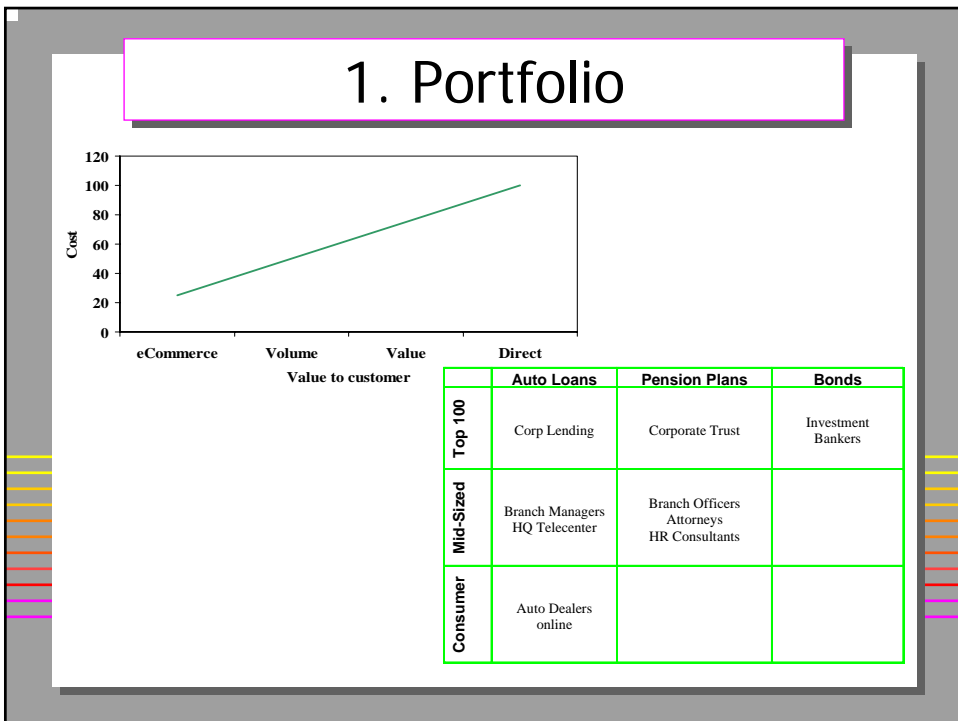 1. Portfolio
120
100
80
60
40
20
0
Cost
eCommerce Volume Value Direct
Value to customer
Auto Loans Pension Plans Bonds
Top 100
Corp Lending
Corporate Trust
Investment
Bankers
Mid-Sized
Branch Managers
HQ Telecenter
Branch Officers
Attorneys
HR Consultants
Consumer
Auto Dealers
online